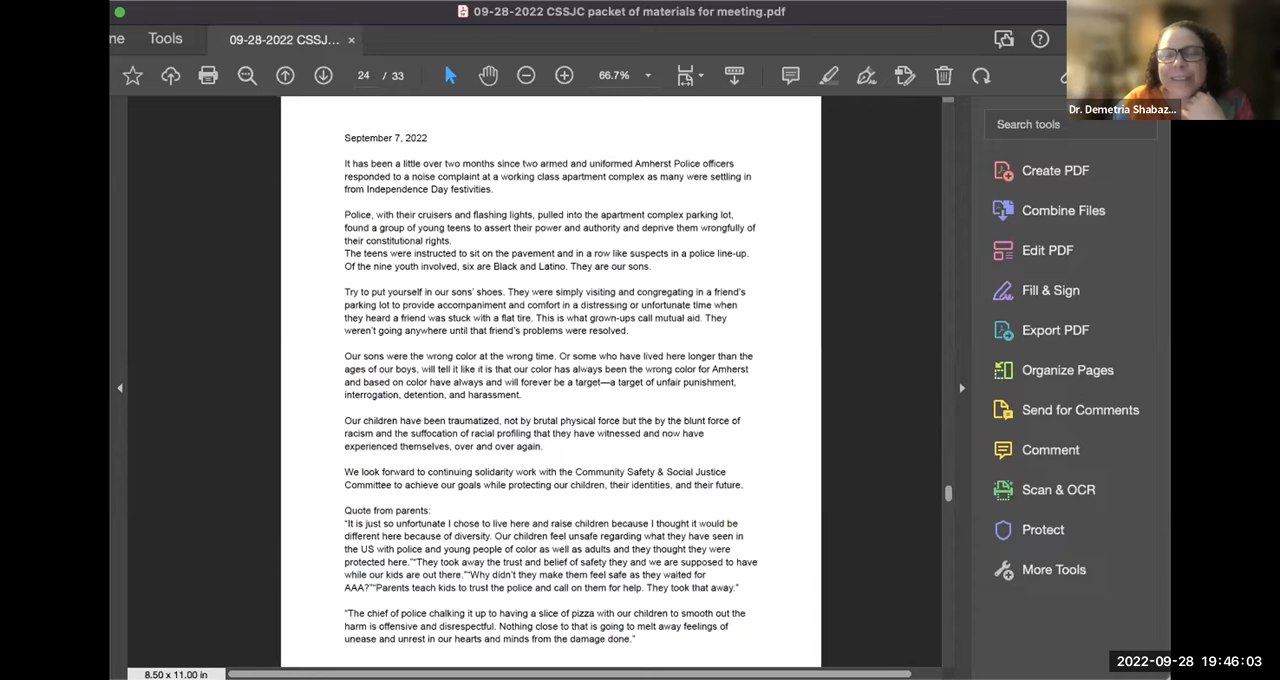 09-28-2022 CSSJC packet of materials for meeting.pdf
ne
Tools
09-28-2022 CSSJ... ×
24 / 33
66.7%
Dr. Demetria Shabaz...
September 7, 2022
It has been a little over two months since two armed and uniformed Amherst Police officers
responded to a noise complaint at a working class apartment complex as many were settling in
from Independence Day festivities.
Police, with their cruisers and flashing lights, pulled into the apartment complex parking lot,
found a group of young teens to assert their power and authority and deprive them wrongfully of
their constitutional rights.
The teens were instructed to sit on the pavement and in a row like suspects in a police line-up.
Of the nine youth involved, six are Black and Latino. They are our sons.
Try to put yourself in our sons' shoes. They were simply visiting and congregating in a friend's
parking lot to provide accompaniment and comfort in a distressing or unfortunate time when
they heard a friend was stuck with a flat tire. This is what grown-ups call mutual aid. They
weren't going anywhere until that friend's problems were resolved.
Our sons were the wrong color at the wrong time. Or some who have lived here longer than the
ages of our boys, will tell it like it is that our color has always been the wrong color for Amherst
and based on color have always and will forever be a target—a target of unfair punishment,
interrogation, detention, and harassment.
Our children have been traumatized, not by brutal physical force but the by the blunt force of
racism and the suffocation of racial profiling that they have witnessed and now have
experienced themselves, over and over again.
We look forward to continuing solidarity work with the Community Safety & Social Justice
Committee to achieve our goals while protecting our children, their identities, and their future.
Quote from parents:
"It is just so unfortunate I chose to live here and raise children because I thought it would be
different here because of diversity. Our children feel unsafe regarding what they have seen in
the US with police and young people of color as well as adults and they thought they were
protected here.""They took away the trust and belief of safety they and we are supposed to have
while our kids are out there.""Why didn't they make them feel safe as they waited for
AAA?""Parents teach kids to trust the police and call on them for help. They took that away."
"The chief of police chalking it up to having a slice of pizza with our children to smooth out the
harm is offensive and disrespectful. Nothing close to that is going to melt away feelings of
unease and unrest in our hearts and minds from the damage done."
8.50 x 11.00 in
Search tools
Create PDF
Combine Files
Edit PDF
Fill & Sign
Export PDF
Organize Pages
Send for Comments
Comment
Scan & OCR
Protect
More Tools
2022-09-28 19:46:03